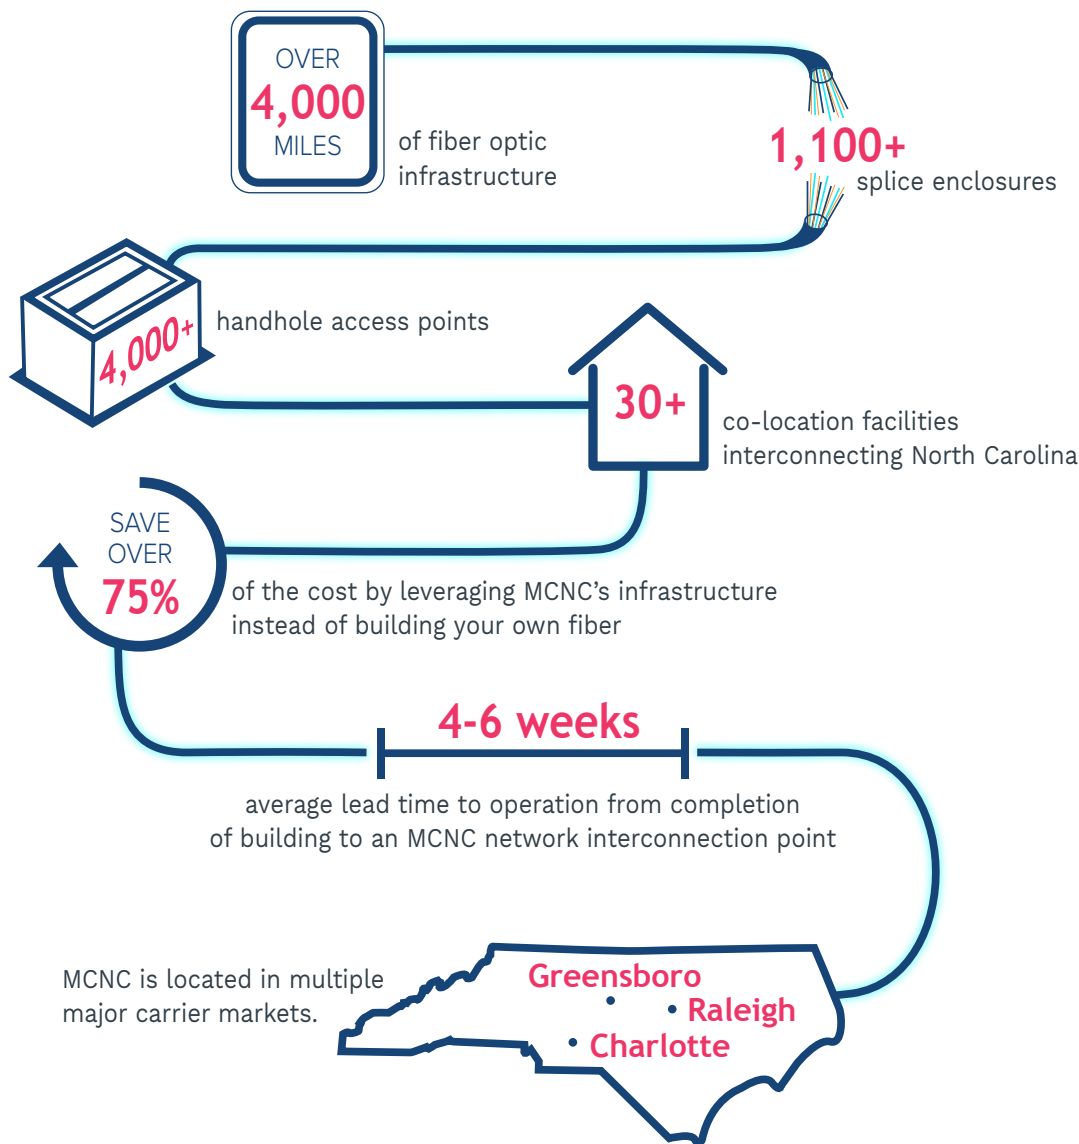 OVER
4,000
MILES
of fiber optic
infrastructure
1,100+
splice enclosures
4,000+
handhole access points
30+
co-location facilities
interconnecting North Carolina
SAVE
OVER
75%
of the cost by leveraging MCNC’s infrastructure
instead of building your own fiber
4-6 weeks
average lead time to operation from completion
of building to an MCNC network interconnection point
MCNC is located in multiple
major carrier markets.
Greensboro
Raleigh
Charlotte